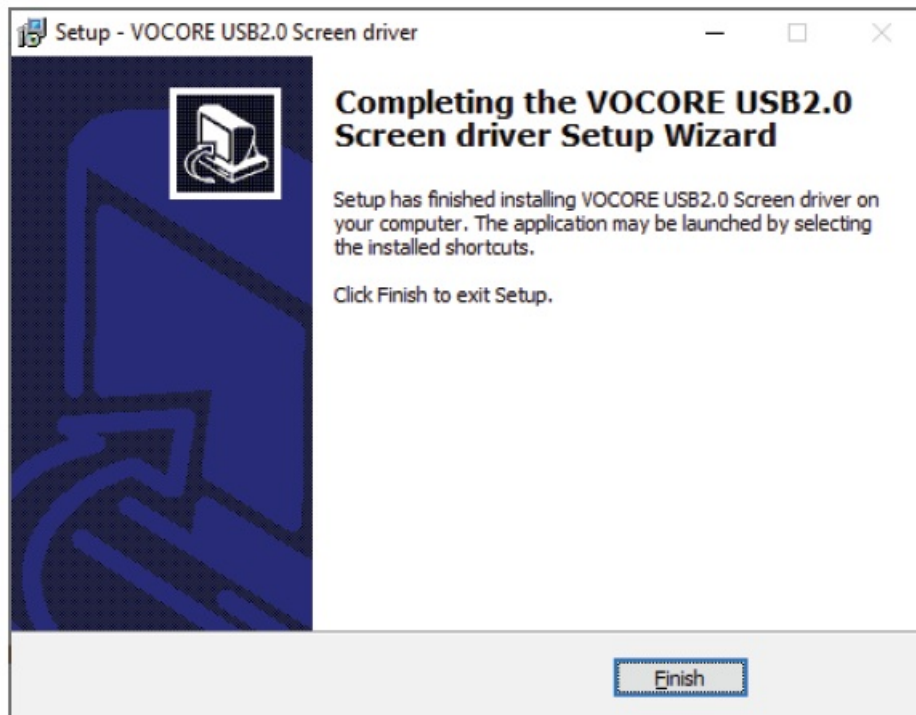 Setup - VOCORE USB2.0 Screen driver
Completing the VOCORE USB2.0
Screen driver Setup Wizard
Setup has finished installing VOCORE USB2.0 Screen driver on
your computer. The application may be launched by selecting
the installed shortcuts.
Click Finish to exit Setup.
Finish